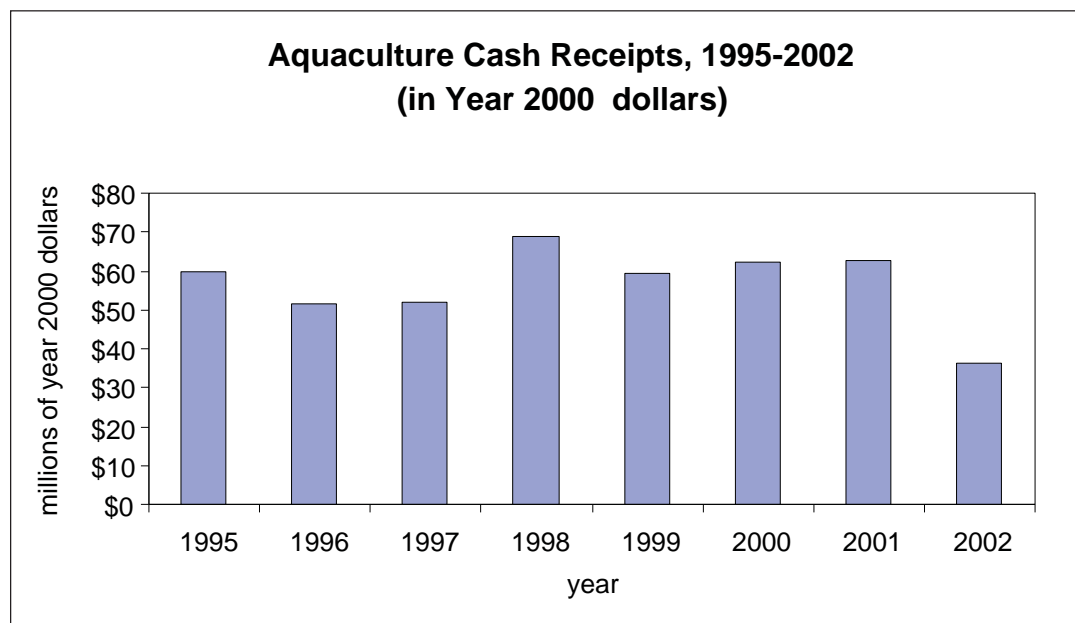 Aquaculture Cash Receipts, 1995-2002
(in Year 2000 dollars)
millions of year 2000 dollars
$80
$70
$60
$50
$40
$30
$20
$10
$0
1995 1996 1997 1998 1999 2000 2001 2002
year